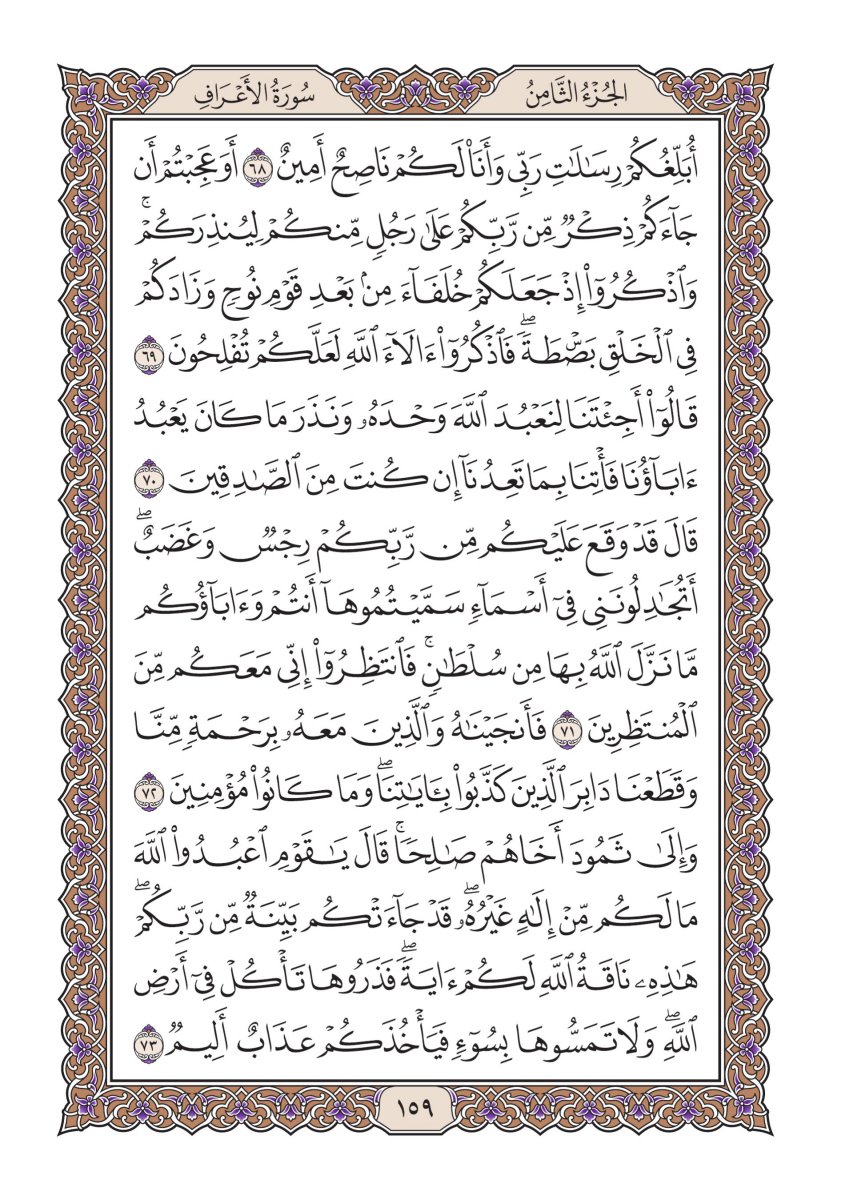 الجُزْءُ الثَّامِنُ
سُورَةُ الأَعْرَافِ
أُبَلِّغُكُمْ رِسَٰلَٰتِ رَبِّي وَأَنَا۠ لَكُمْ نَاصِحٌ أَمِينٌ ٦٨ أَوَعَجِبْتُمْ أَن
جَآءَكُمْ ذِكْرٌ مِّن رَّبِّكُمْ عَلَىٰ رَجُلٍ مِّنكُمْ لِيُنذِرَكُمْۚ
وَٱذْكُرُوٓا۟ إِذْ جَعَلَكُمْ خُلَفَآءَ مِنۢ بَعْدِ قَوْمِ نُوحٍ وَزَادَكُمْ
فِي ٱلْخَلْقِ بَصْۜطَةًۖ فَٱذْكُرُوٓا۟ ءَالَآءَ ٱللَّهِ لَعَلَّكُمْ تُفْلِحُونَ ٦٩
قَالُوٓا۟ أَجِئْتَنَا لِنَعْبُدَ ٱللَّهَ وَحْدَهُۥ وَنَذَرَ مَا كَانَ يَعْبُدُ
ءَابَآؤُنَا فَأْتِنَا بِمَا تَعِدُنَآ إِن كُنتَ مِنَ ٱلصَّٰدِقِينَ ٧٠
قَالَ قَدْ وَقَعَ عَلَيْكُم مِّن رَّبِّكُمْ رِجْسٌ وَغَضَبٌۖ
أَتُجَٰدِلُونَنِي فِيٓ أَسْمَآءٍ سَمَّيْتُمُوهَآ أَنتُمْ وَءَابَآؤُكُم
مَّا نَزَّلَ ٱللَّهُ بِهَا مِن سُلْطَٰنٍۚ فَٱنتَظِرُوٓا۟ إِنِّي مَعَكُم مِّنَ
ٱلْمُنتَظِرِينَ ٧١ فَأَنجَيْنَٰهُ وَٱلَّذِينَ مَعَهُۥ بِرَحْمَةٍ مِّنَّا
وَقَطَعْنَا دَابِرَ ٱلَّذِينَ كَذَّبُوا۟ بِـَٔايَٰتِنَاۖ وَمَا كَانُوا۟ مُؤْمِنِينَ ٧٢
وَإِلَىٰ ثَمُودَ أَخَاهُمْ صَٰلِحًاۚ قَالَ يَٰقَوْمِ ٱعْبُدُوا۟ ٱللَّهَ
مَا لَكُم مِّنْ إِلَٰهٍ غَيْرُهُۥۖ قَدْ جَآءَتْكُم بَيِّنَةٌ مِّن رَّبِّكُمْۖ
هَٰذِهِۦ نَاقَةُ ٱللَّهِ لَكُمْ ءَايَةًۖ فَذَرُوهَا تَأْكُلْ فِيٓ أَرْضِ
ٱللَّهِۖ وَلَا تَمَسُّوهَا بِسُوٓءٍ فَيَأْخُذَكُمْ عَذَابٌ أَلِيمٌ ٧٣
١٥٩